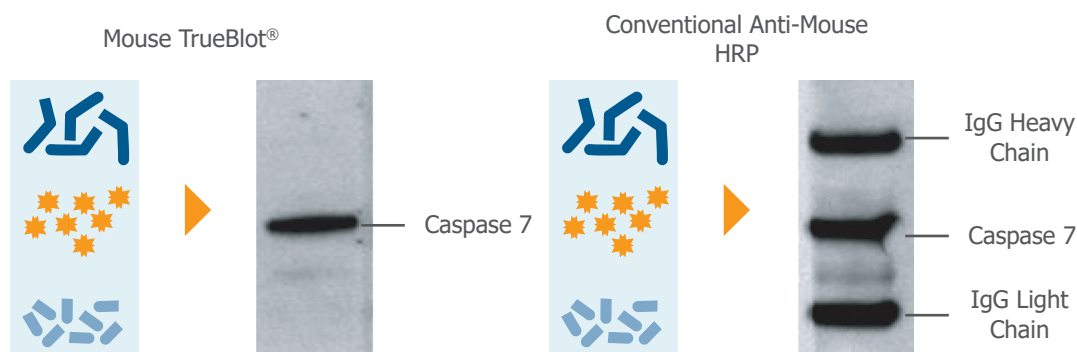 Mouse TrueBlot®
Conventional Anti-Mouse
HRP
Caspase 7
IgG Heavy
Chain
Caspase 7
IgG Light
Chain